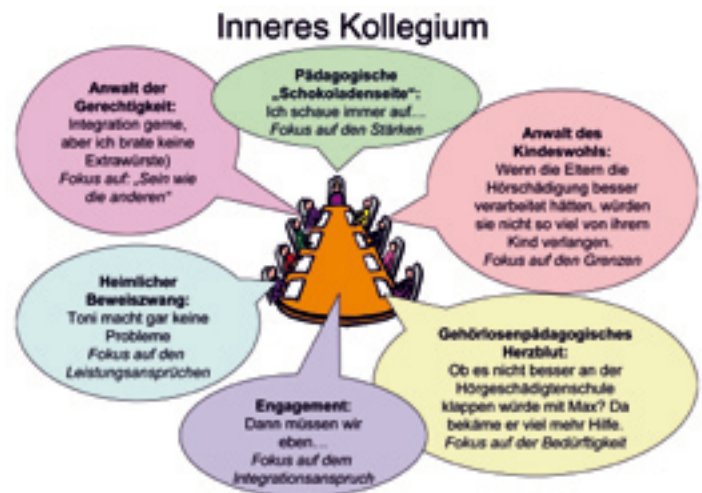 Inneres Kollegium
Anwalt der
Gerechtigkeit:
Integration gerne,
aber ich brate keine
Extrawürste)
Fokus auf: „Sein wie
die anderen"
Pädagogische
„Schokoladenseite":
Ich schaue immer auf...
Fokus auf den Stärken
Anwalt des
Kindeswohls:
Wenn die Eltern die
Hörschädigung besser
verarbeitet hätten, würden
sie nicht so viel von ihrem
Kind verlangen.
Fokus auf den Grenzen
Heimlicher
Beweiszwang:
Toni macht gar keine
Probleme
Fokus auf den
Leistungsansprüchen
Engagement:
Dann müssen wir
eben...
Fokus auf dem
Integrationsanspruch
Gehörlosenpädagogisches
Herzblut:
Ob es nicht besser an der
Hörgeschädigtenschule
klappen würde mit Max? Da
bekäme er viel mehr Hilfe.
Fokus auf der Bedürftigkeit